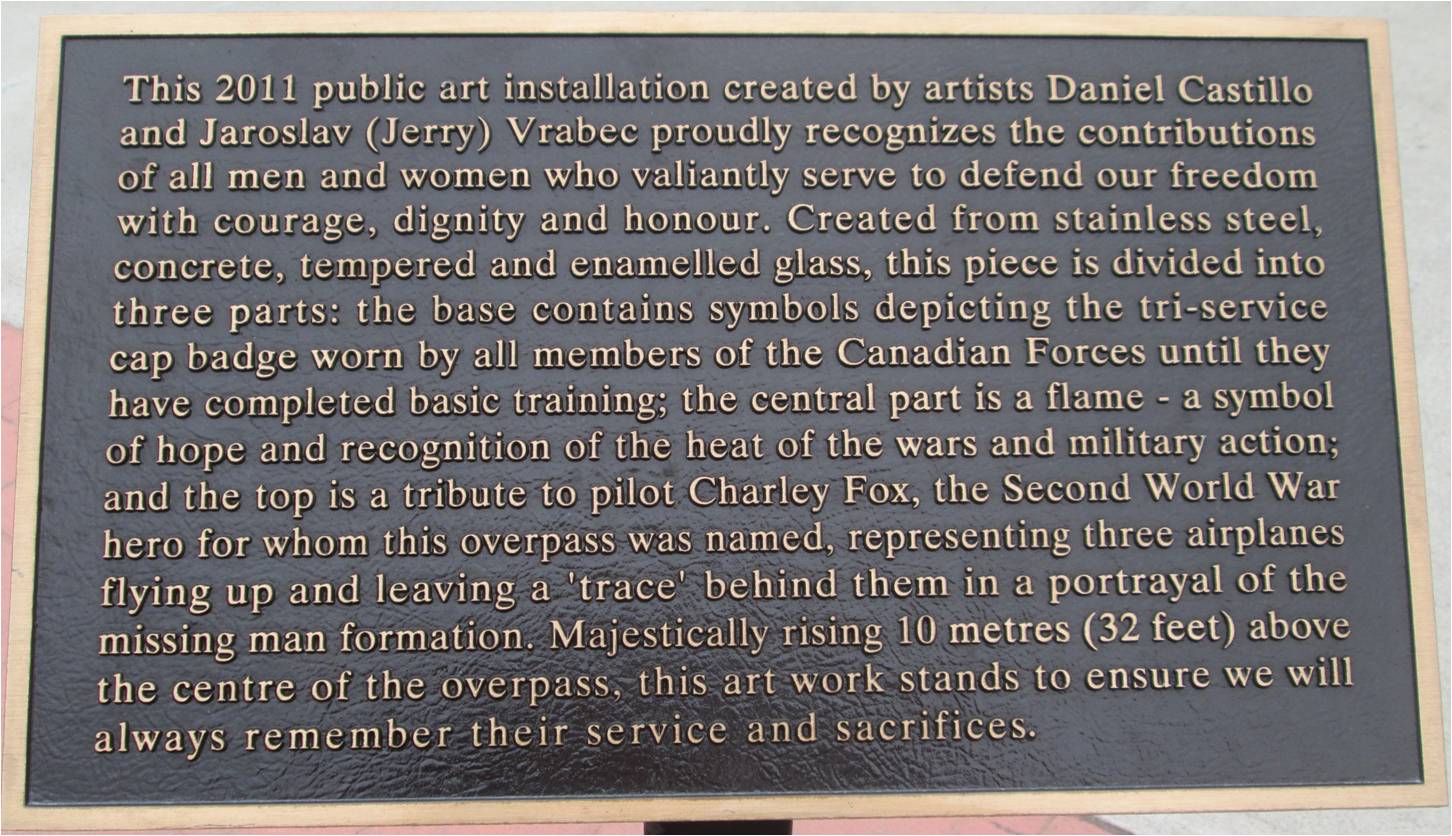 This 2011 public art installation created by artists Daniel Castillo
and Jaroslav (Jerry) Vrabec proudly recognizes the contributions
of all men and women who valiantly serve to defend our freedom
with courage, dignity and honour. Created from stainless steel,
concrete, tempered and enamelled glass, this piece is divided into
three parts: the base contains symbols depicting the tri-service
cap badge worn by all members of the Canadian Forces until they
have completed basic training; the central part is a flame - a symbol
of hope and recognition of the heat of the wars and military action;
and the top is a tribute to pilot Charley Fox, the Second World War
hero for whom this overpass was named, representing three airplanes
flying up and leaving a 'trace' behind them in a portrayal of the
missing man formation. Majestically rising 10 metres (32 feet) above
the centre of the overpass, this art work stands to ensure we will
always remember their service and sacrifices.